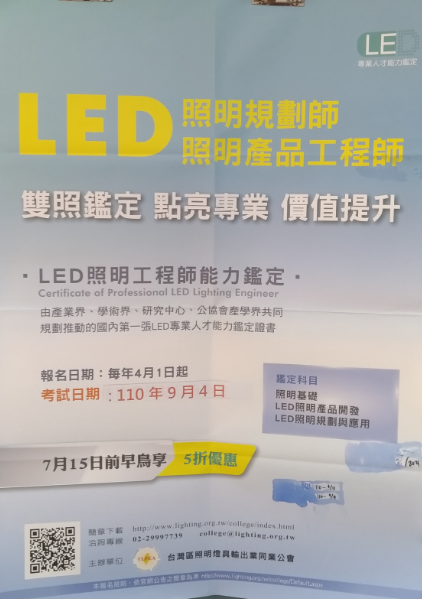 LED
專業人才能力鑑定
LED 照明規劃師
照明產品工程師
雙照鑑定 點亮專業 價值提升
・LED照明工程師能力鑑定・
Certificate of Professional LED Lighting Engineer
由產業界、學術界、研究中心、公協會產學界共同
規劃推動的國內第一張LED專業人才能力鑑定證書
報名日期：每年4月1日起
考試日期：110年9月4日
鑑定科目
照明基礎
LED照明產品開發
LED照明規劃與應用
7月15日前早鳥享 5折優惠
簡章下載 http://www.lighting.org.tw/college/index.html
洽詢專線 02-29997739 college@lighting.org.tw
主辦單位 台灣區照明燈具輸出業同業公會